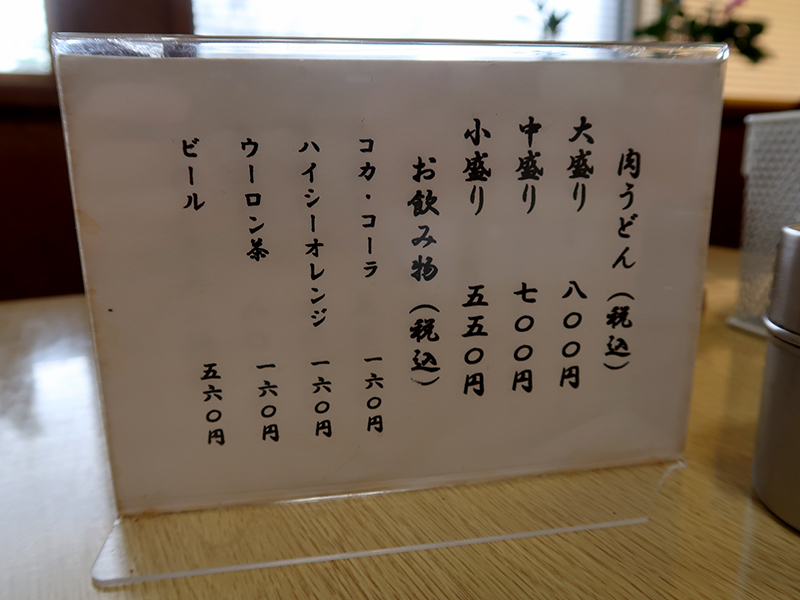 肉うどん（税込）
大盛り 八〇〇円
中盛り 七〇〇円
小盛り 五五〇円
お飲み物（税込）
コカ・コーラ 一六〇円
ハイシーオレンジ 一六〇円
ウーロン茶 一六〇円
ビール 五六〇円